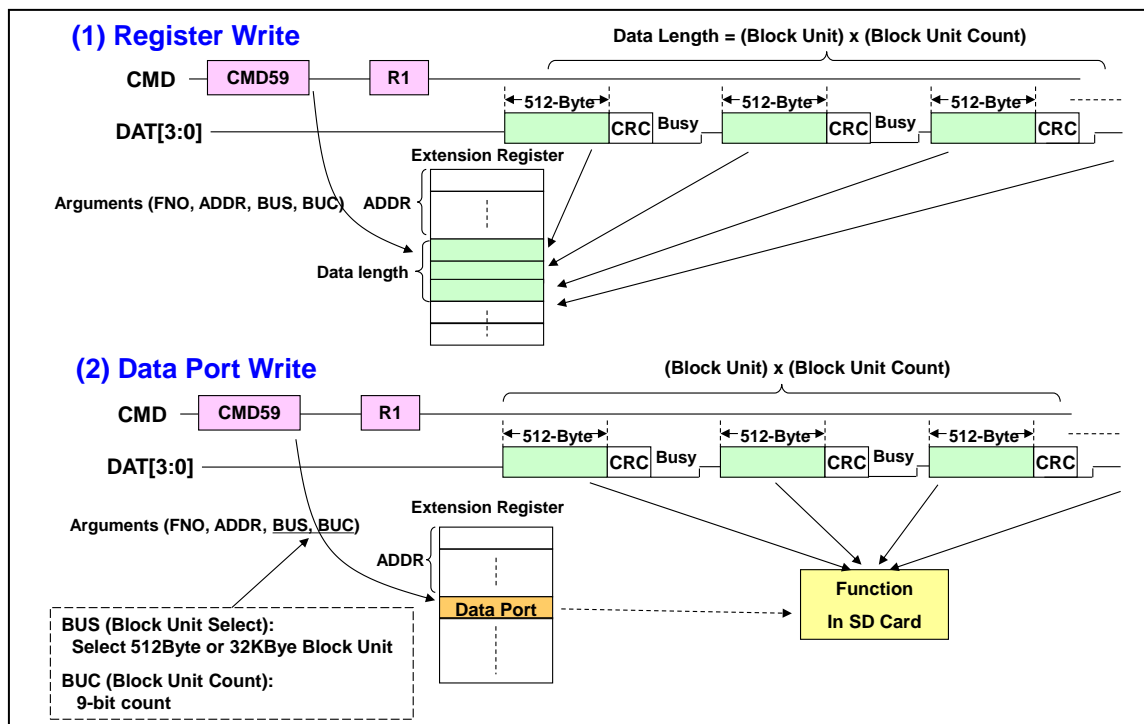 (1) Register Write
Data Length = (Block Unit) x (Block Unit Count)
CMD
CMD59
R1
512-Byte
512-Byte
512-Byte
DAT[3:0]
CRC
Busy
CRC
Busy
CRC
Extension Register
Arguments (FNO, ADDR, BUS, BUC)
ADDR
Data length
(2) Data Port Write
(Block Unit) x (Block Unit Count)
CMD
CMD59
R1
512-Byte
512-Byte
512-Byte
DAT[3:0]
CRC
Busy
CRC
Busy
CRC
Extension Register
Arguments (FNO, ADDR, BUS, BUC)
ADDR
Data Port
Function
In SD Card
BUS (Block Unit Select):
Select 512Byte or 32KBye Block Unit
BUC (Block Unit Count):
9-bit count